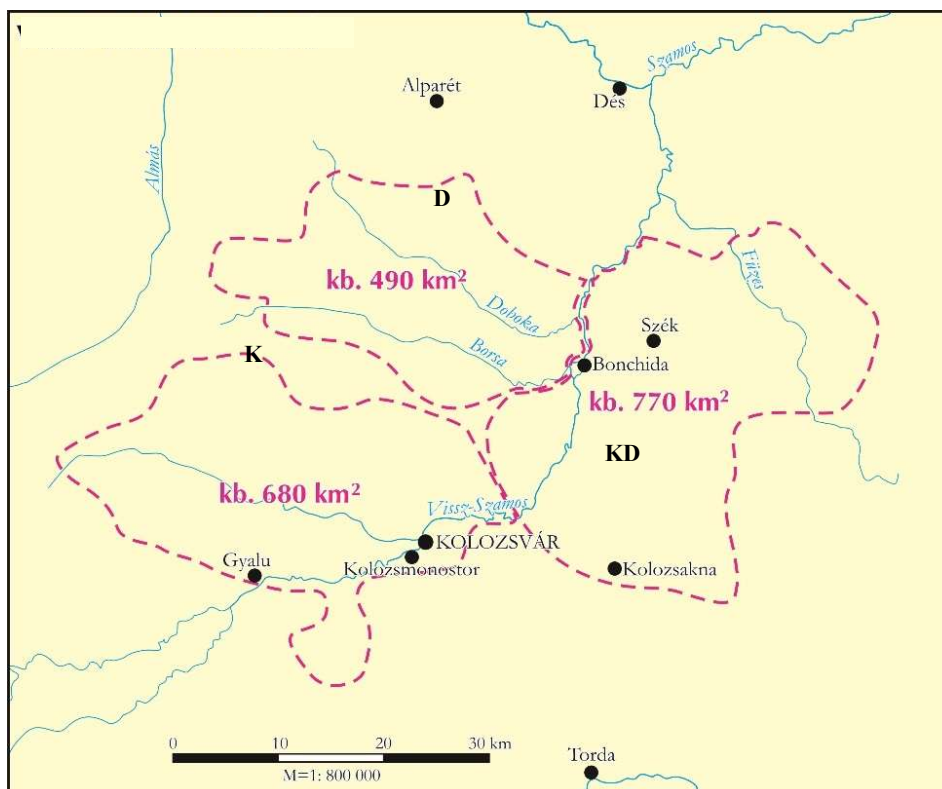 Szamos
Alparét
Dés
Almás
D
Füzes
kb. 490 km²
Doboka
Szék
Borsa
K
Bonchida
kb. 770 km²
KD
kb. 680 km²
Vissz-Szamos
KOLOZSVÁR
Gyalu
Kolozsmonostor
Kolozsakna
0 10 20 30 km
M=1: 800 000
Torda